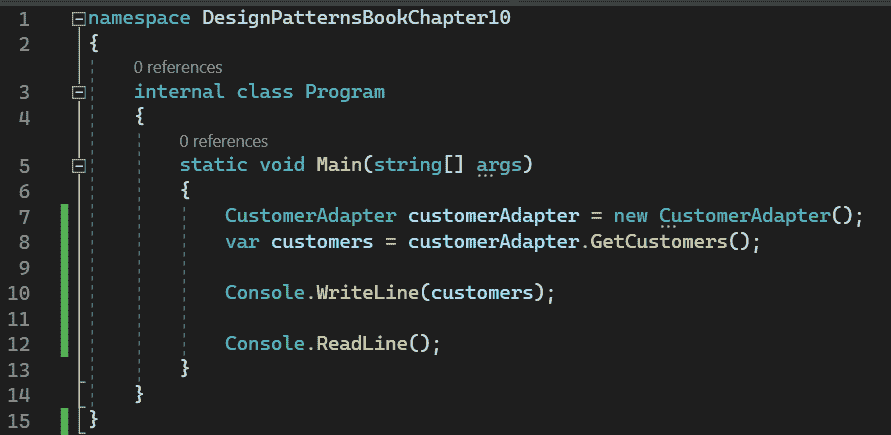 1 namespace DesignPatternsBookChapter10
2 {
0 references
3 internal class Program
4 {
0 references
5 static void Main(string[] args)
6 {
7 CustomerAdapter customerAdapter = new CustomerAdapter();
8 var customers = customerAdapter.GetCustomers();
9
10 Console.WriteLine(customers);
11
12 Console.ReadLine();
13 }
14 }
15 }